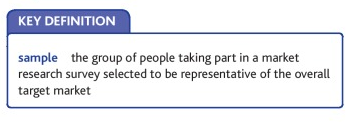 KEY DEFINITION
sample the group of people taking part in a market
research survey selected to be representative of the overall
target market